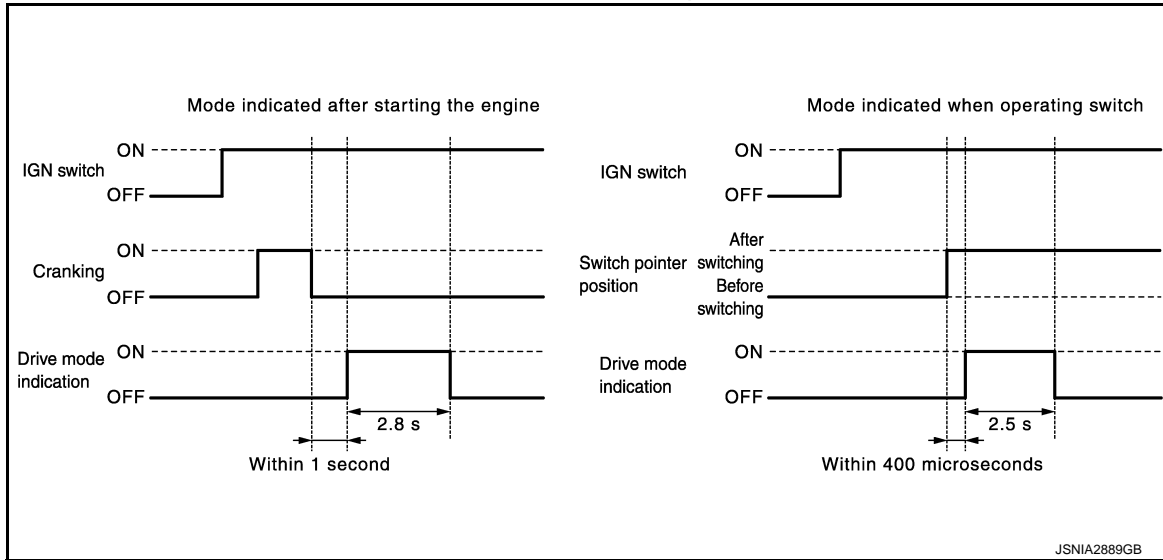 Mode indicated after starting the engine
ON
IGN switch
OFF
ON
Cranking
OFF
ON
Drive mode
indication
OFF
2.8 s
Within 1 second
Mode indicated when operating switch
ON
IGN switch
OFF
After
switching
Switch pointer
position
Before
switching
ON
Drive mode
indication
OFF
2.5 s
Within 400 microseconds
JSNIA2889GB